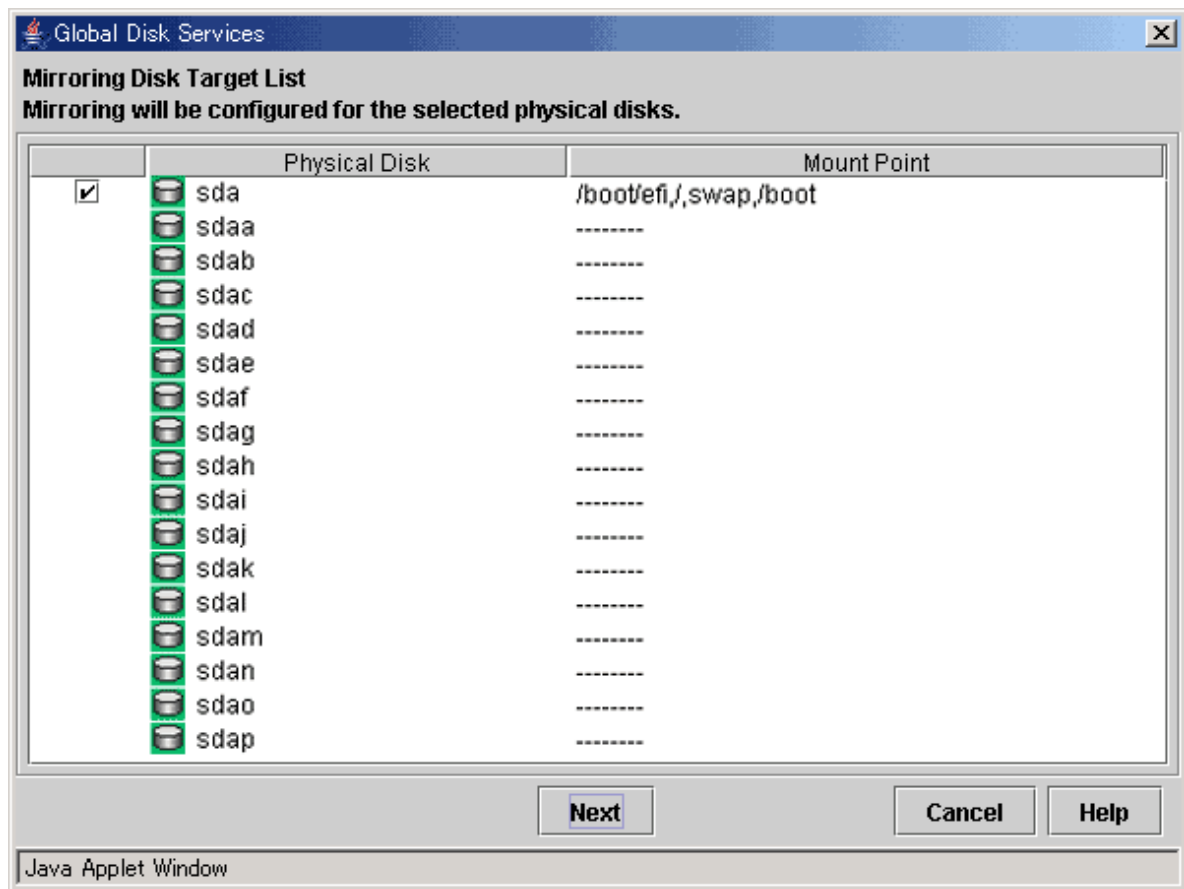 Global Disk Services
Mirroring Disk Target List
Mirroring will be configured for the selected physical disks.
Physical Disk Mount Point
sda /boot/efi,/,swap,/boot
sdaa --------
sdab --------
sdac --------
sdad --------
sdae --------
sdaf --------
sdag --------
sdah --------
sdai --------
sdaj --------
sdak --------
sdal --------
sdam --------
sdan --------
sdao --------
sdap --------
Next Cancel Help
Java Applet Window